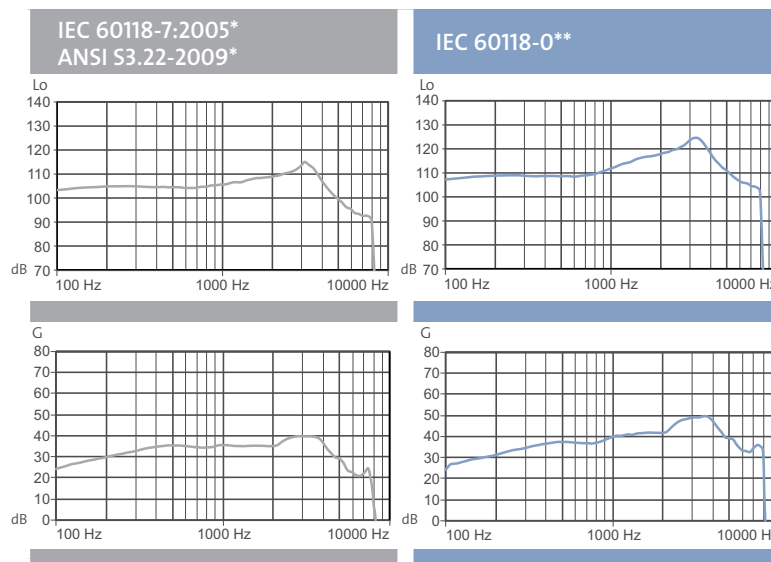 IEC 60118-7:2005*
ANSI S3.22-2009*
IEC 60118-0**
Lo
140
130
120
110
100
90
80
dB 70
100 Hz 1000 Hz 10000 Hz
Lo
140
130
120
110
100
90
80
dB 70
100 Hz 1000 Hz 10000 Hz
G
80
70
60
50
40
30
20
10
dB 0
100 Hz 1000 Hz 10000 Hz
G
80
70
60
50
40
30
20
10
dB 0
100 Hz 1000 Hz 10000 H